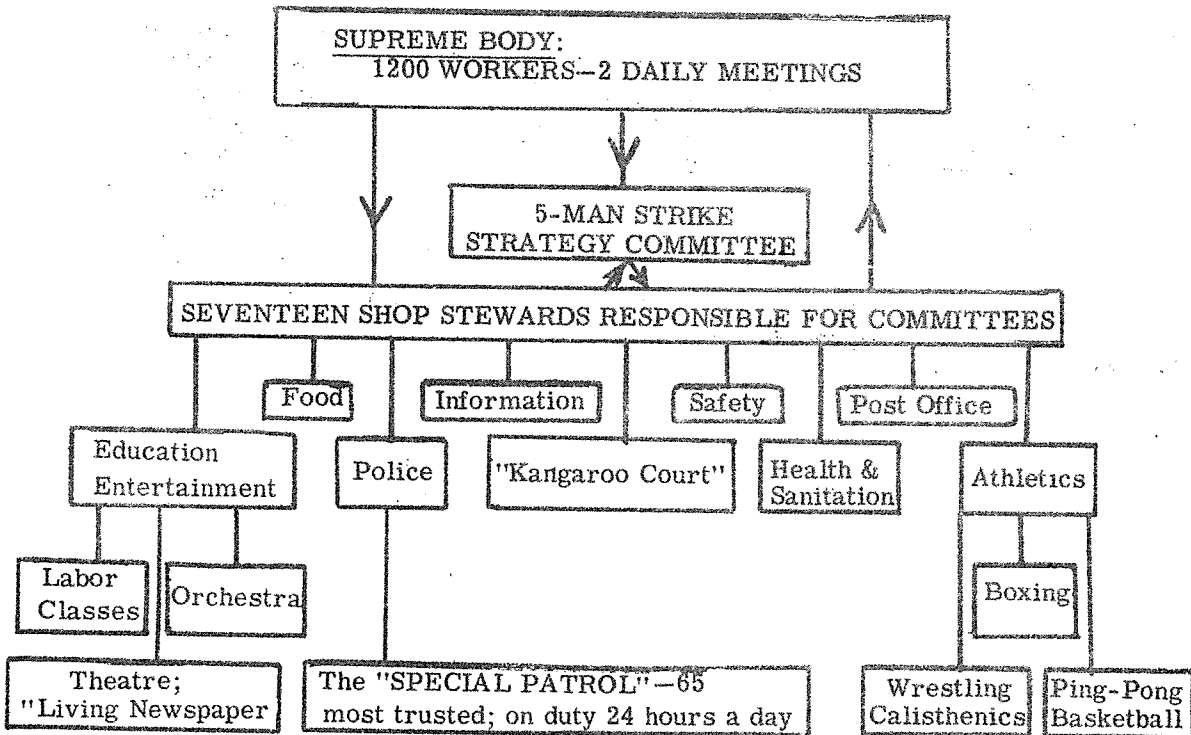 SUPREME BODY:
1200 WORKERS—2 DAILY MEETINGS
5-MAN STRIKE
STRATEGY COMMITTEE
SEVENTEEN SHOP STEWARDS RESPONSIBLE FOR COMMITTEES
Food
Information
Safety
Post Office
Education
Entertainment
Police
"Kangaroo Court"
Health &
Sanitation
Athletics
Labor
Classes
Orchestra
Boxing
Theatre;
"Living Newspaper
The "SPECIAL PATROL"—65
most trusted; on duty 24 hours a day
Wrestling
Calisthenics
Ping-Pong
Basketball